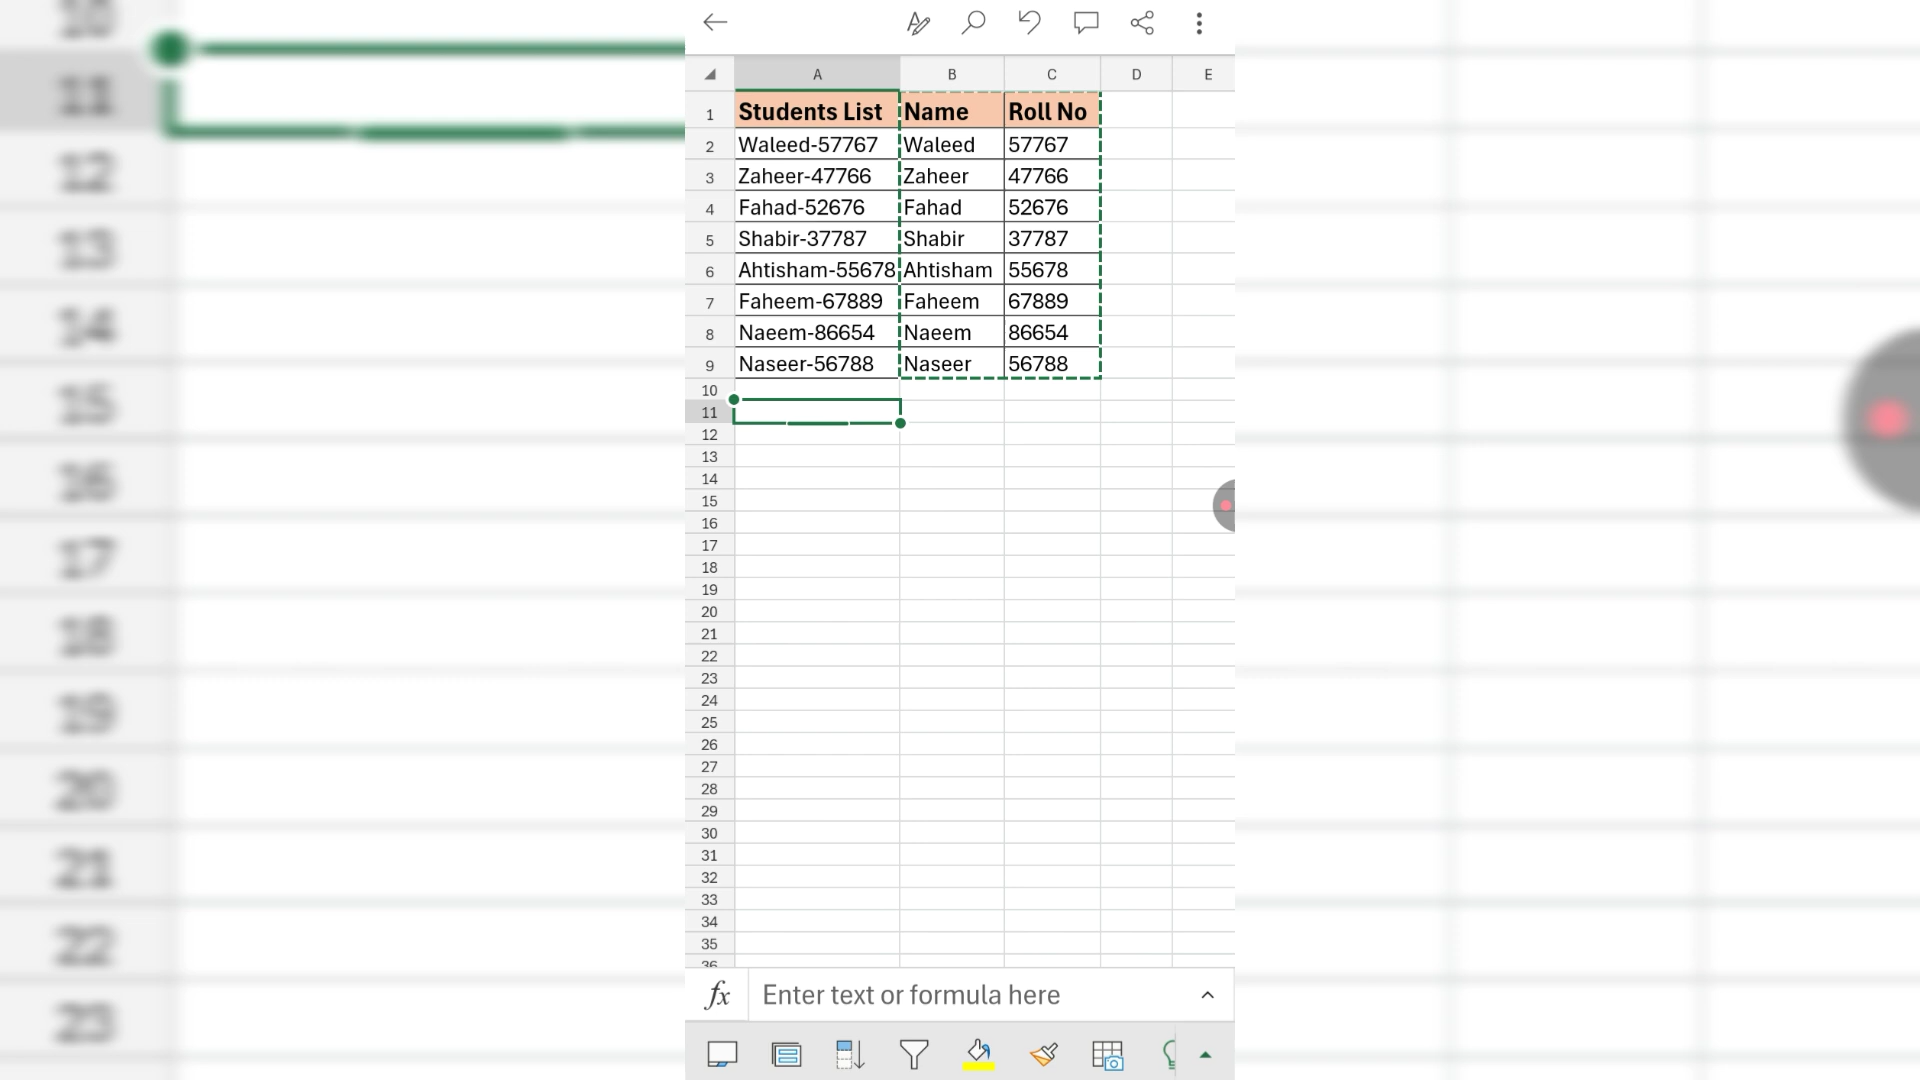 A B C D E
1 Students List Name Roll No
2 Waleed-57767 Waleed 57767
3 Zaheer-47766 Zaheer 47766
4 Fahad-52676 Fahad 52676
5 Shabir-37787 Shabir 37787
6 Ahtisham-55678 Ahtisham 55678
7 Faheem-67889 Faheem 67889
8 Naeem-86654 Naeem 86654
9 Naseer-56788 Naseer 56788
10
11
12
13
14
15
16
17
18
19
20
21
22
23
24
25
26
27
28
29
30
31
32
33
34
35
36
fx Enter text or formula here